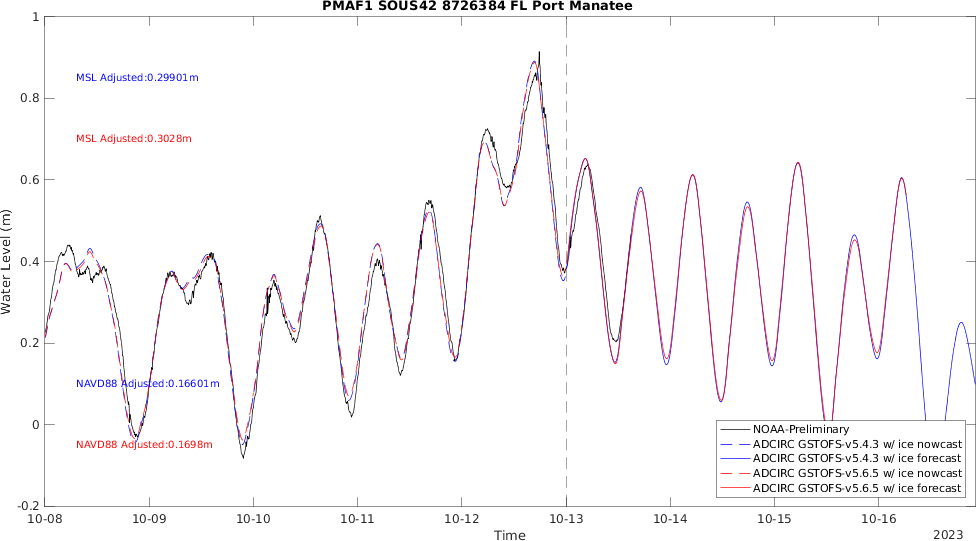 PMAF1 SOUS42 8726384 FL Port Manatee
1
0.8
0.6
0.4
0.2
0
-0.2
Water Level (m)
MSL Adjusted:0.29901m
MSL Adjusted:0.3028m
NAVD88 Adjusted:0.16601m
NAVD88 Adjusted:0.1698m
NOAA-Preliminary
ADCIRC GSTOFS-v5.4.3 w/ ice nowcast
ADCIRC GSTOFS-v5.4.3 w/ ice forecast
ADCIRC GSTOFS-v5.6.5 w/ ice nowcast
ADCIRC GSTOFS-v5.6.5 w/ ice forecast
10-08 10-09 10-10 10-11 10-12 10-13 10-14 10-15 10-16
Time
2023